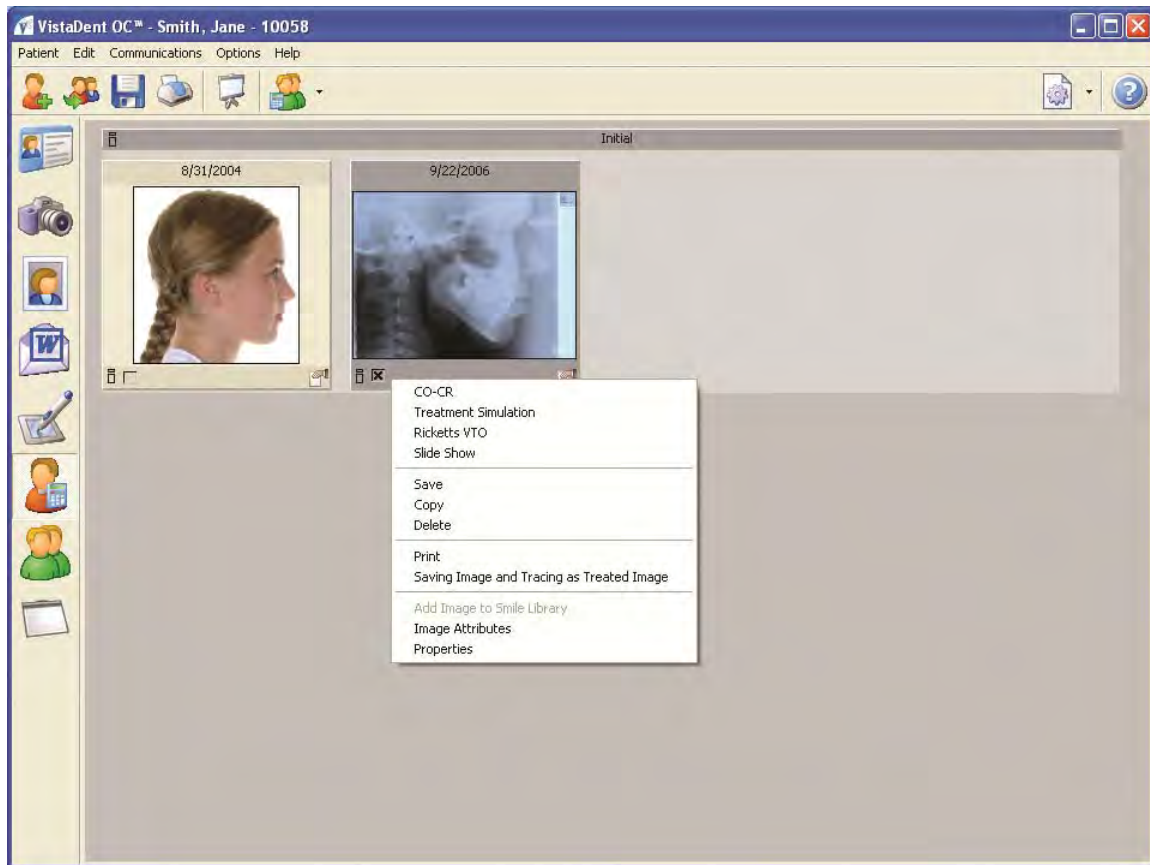 VistaDent OC™ - Smith, Jane - 10058
Patient Edit Communications Options Help
Initial
8/31/2004
9/22/2006
W
CO-CR
Treatment Simulation
Ricketts VTO
Slide Show
Save
Copy
Delete
Print
Saving Image and Tracing as Treated Image
Add Image to Smile Library
Image Attributes
Properties